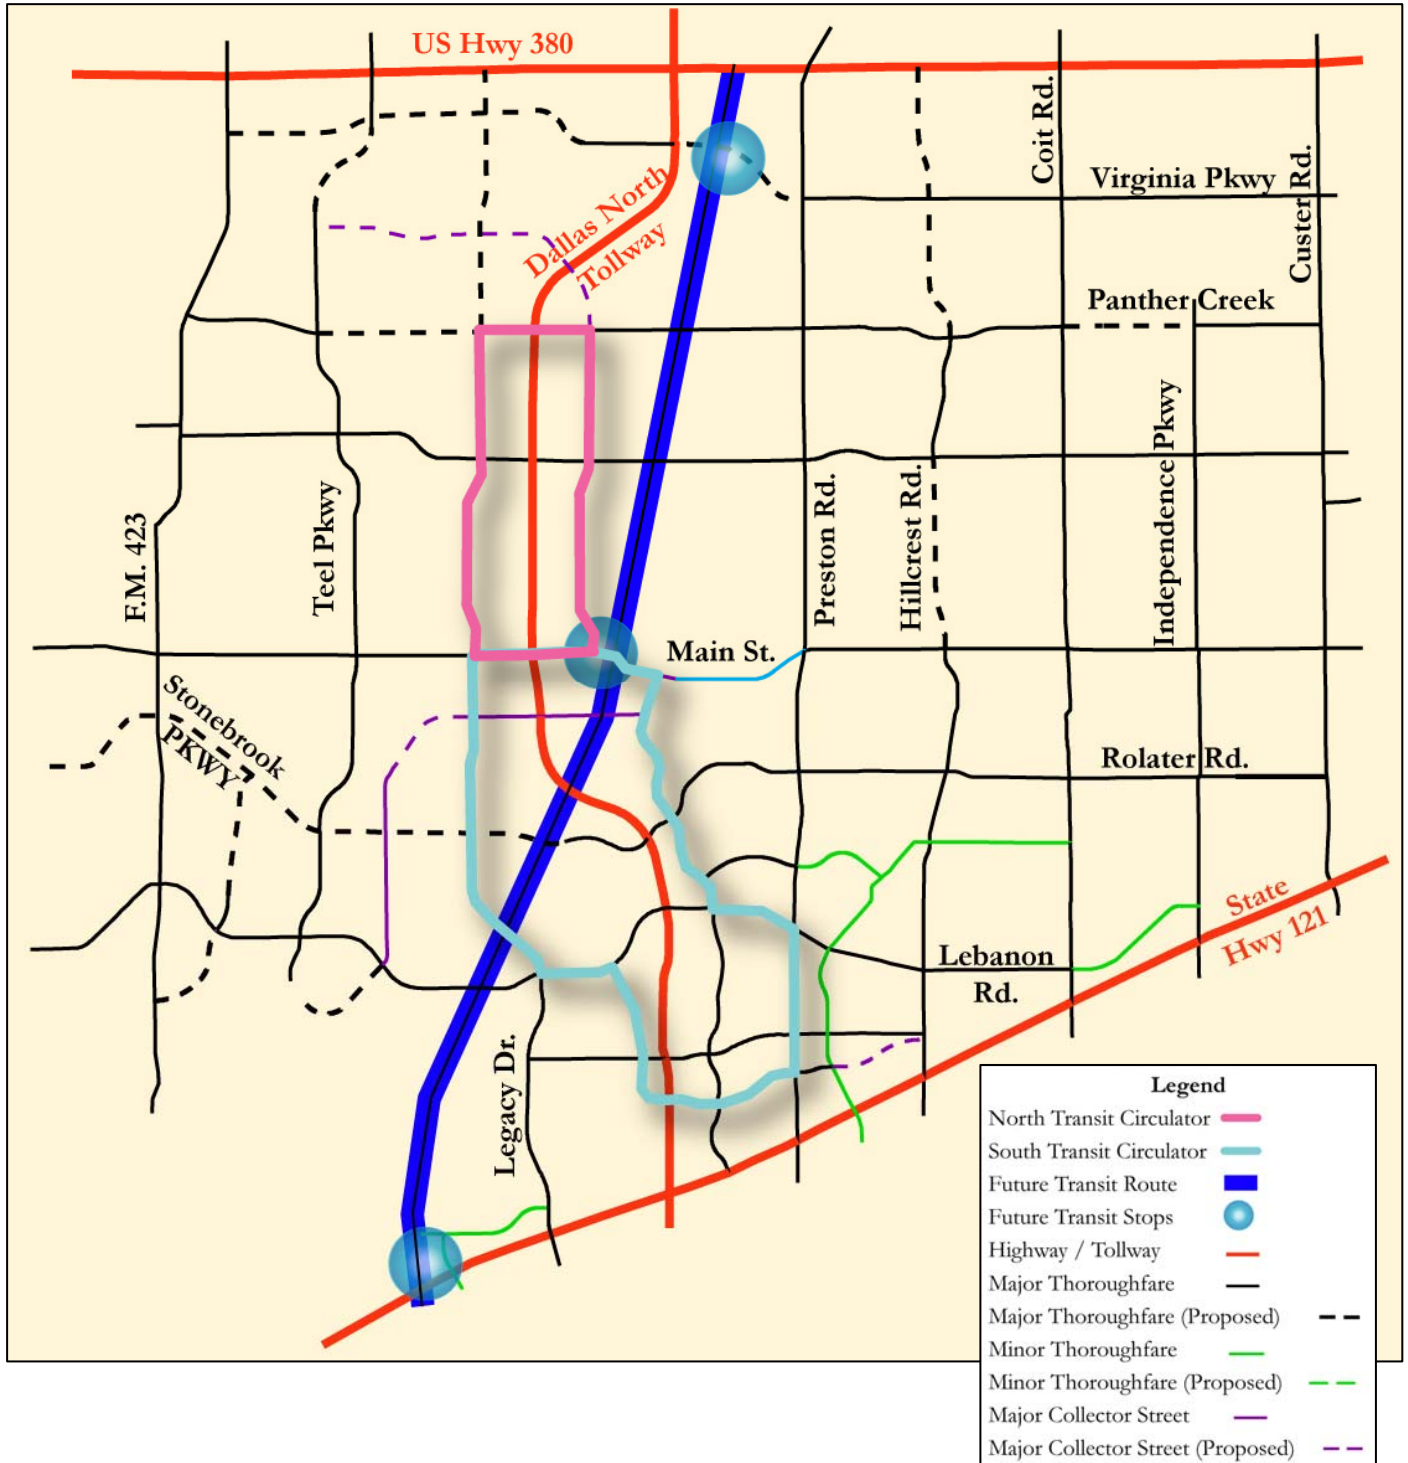 US Hwy 380
Coit Rd.
Custer Rd.
Virginia Pkwy
Dallas North
Tollway
Panther Creek
Independence Pkwy
F.M. 423
Teel Pkwy
Preston Rd.
Hillcrest Rd.
Main St.
Stonebrook
PKWY
Rolater Rd.
State
Hwy 121
Lebanon
Rd.
Legacy Dr.
Legend
North Transit Circulator
South Transit Circulator
Future Transit Route
Future Transit Stops
Highway / Tollway
Major Thoroughfare
Major Thoroughfare (Proposed)
Minor Thoroughfare
Minor Thoroughfare (Proposed)
Major Collector Street
Major Collector Street (Proposed)